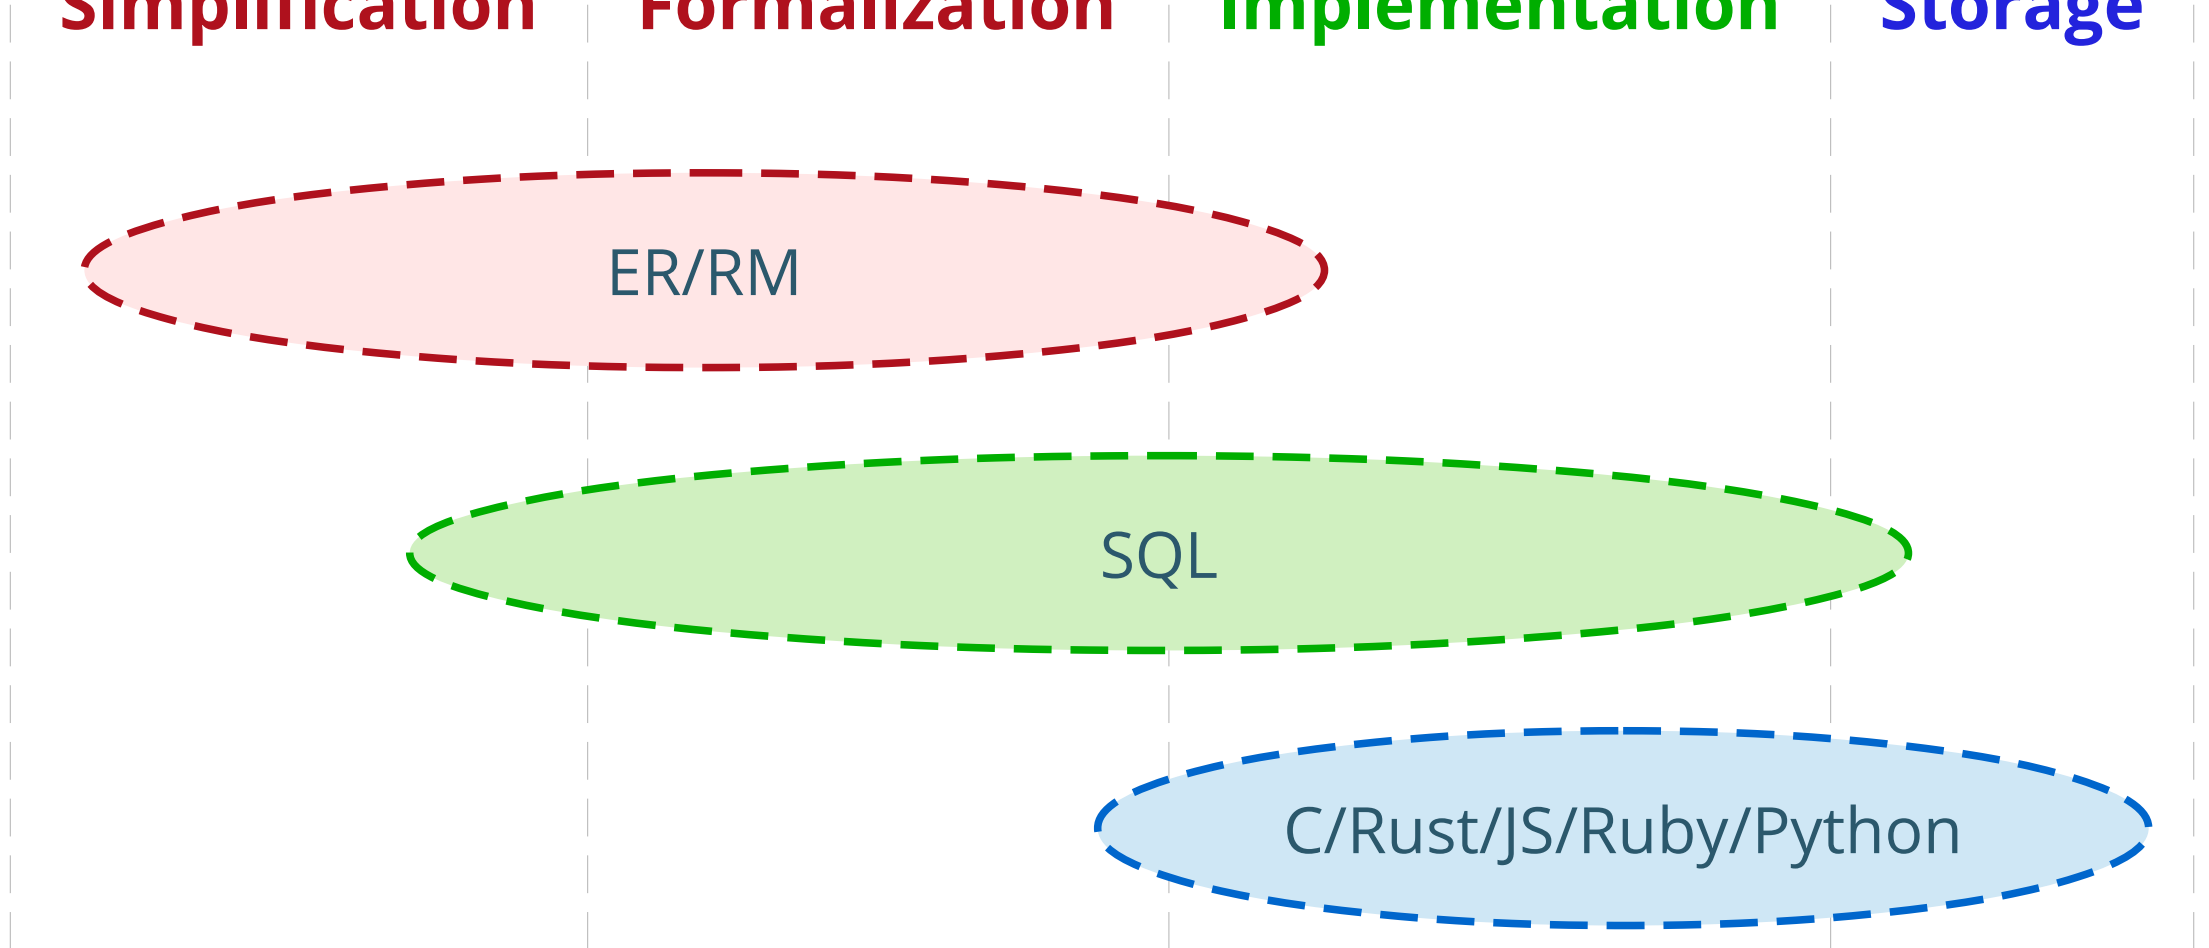 Simplification Formalization Implementation Storage
ER/RM
SQL
C/Rust/JS/Ruby/Python